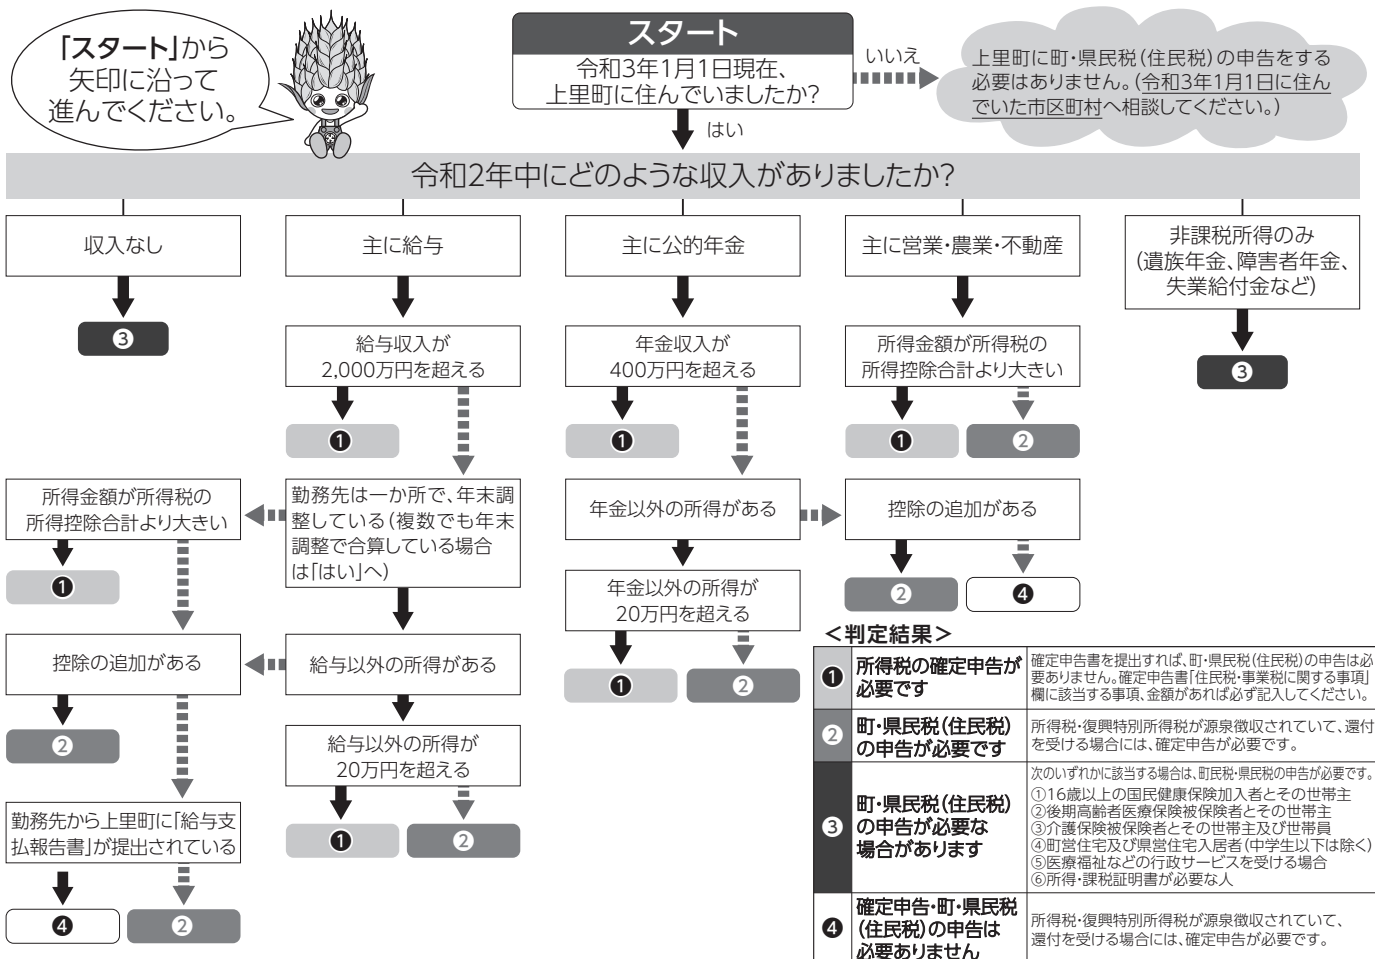 「スタート」から
矢印に沿って
進んでください。
スタート
令和3年1月1日現在、
上里町に住んでいましたか?
いいえ
上里町に町・県民税(住民税)の申告をする
必要はありません。(令和3年1月1日に住ん
でいた市区町村へ相談してください。)
はい
令和2年中にどのような収入がありましたか?
収入なし
❸
主に給与
給与収入が
2,000万円を超える
❶
勤務先は一か所で、年末調
整している(複数でも年末
調整で合算している場合
は「はい」へ)
所得金額が所得税の
所得控除合計より大きい
❶
給与以外の所得がある
控除の追加がある
❷
給与以外の所得が
20万円を超える
❶
❷
勤務先から上里町に「給与支
払報告書」が提出されている
❹
❷
主に公的年金
年金収入が
400万円を超える
❶
年金以外の所得がある
年金以外の所得が
20万円を超える
❶
❷
控除の追加がある
❷
❹
主に営業・農業・不動産
所得金額が所得税の
所得控除合計より大きい
❶
❷
非課税所得のみ
(遺族年金、障害者年金、
失業給付金など)
❸
<判定結果>
❶
所得税の確定申告が
必要です
確定申告書を提出すれば、町・県民税(住民税)の申告は必
要ありません。確定申告書「住民税・事業税に関する事項」
欄に該当する事項、金額があれば必ず記入してください。
❷
町・県民税(住民税)
の申告が必要です
所得税・復興特別所得税が源泉徴収されていて、還付
を受ける場合には、確定申告が必要です。
❸
町・県民税(住民税)
の申告が必要な
場合があります
次のいずれかに該当する場合は、町民税・県民税の申告が必要です。
①16歳以上の国民健康保険加入者とその世帯主
②後期高齢者医療保険被保険者とその世帯主
③介護保険被保険者とその世帯主及び世帯員
④町営住宅及び県営住宅入居者(中学生以下は除く)
⑤医療福祉などの行政サービスを受ける場合
⑥所得・課税証明書が必要な人
❹
確定申告・町・県民税
(住民税)の申告は
必要ありません
所得税・復興特別所得税が源泉徴収されていて、
還付を受ける場合には、確定申告が必要です。